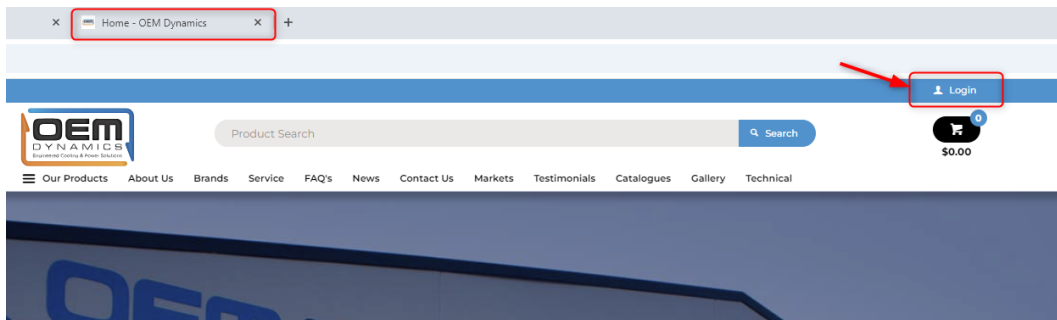 Home - OEM Dynamics
Login
OEM
DYNAMICS
Engineered Cooling & Power Solutions
Product Search
Search
0
$0.00
Our Products About Us Brands Service FAQ's News Contact Us Markets Testimonials Catalogues Gallery Technical
OEM